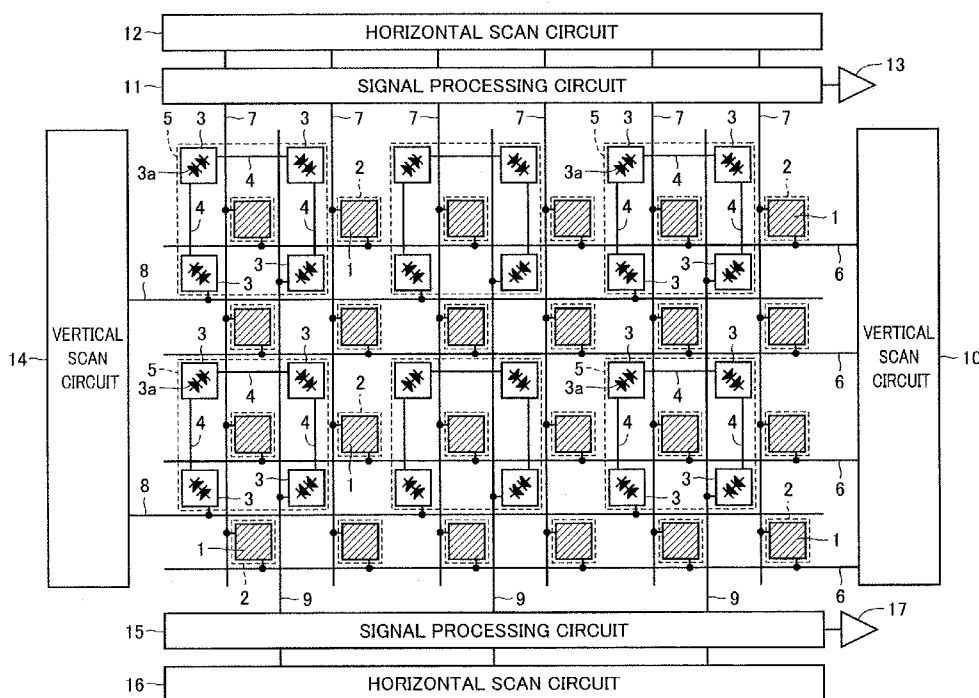 12
HORIZONTAL SCAN CIRCUIT
11
SIGNAL PROCESSING CIRCUIT
13
5 3 7 3 7 7 5 3 7 3 7
3a 4 2 3a 4 2
4 4 1 4 4 1
8 3 3 3 3 6
14
VERTICAL
SCAN
CIRCUIT
VERTICAL
SCAN
CIRCUIT
10
3 3 3 3
5 2 5 6
3a 4 3a 4
4 4 1 4 4
8 3 3 3 3 2 6
1 1
2 9 9 9 6
15
SIGNAL PROCESSING CIRCUIT
17
16
HORIZONTAL SCAN CIRCUIT